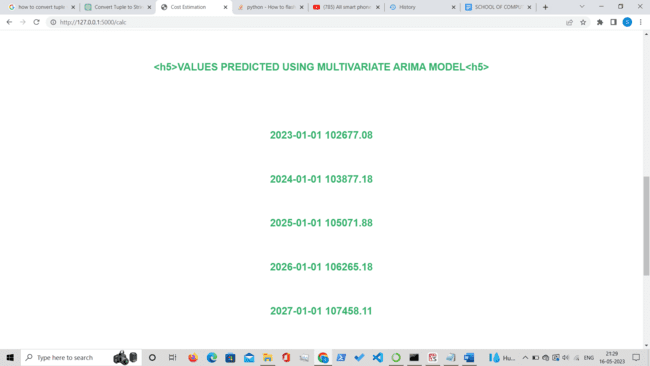 how to convert tuple
Convert Tuple to Stri
Cost Estimation
python - How to flas
(783) All smart phon
History
SCHOOL OF COMPU
http://127.0.0.1:5000/calc
<h5>VALUES PREDICTED USING MULTIVARIATE ARIMA MODEL<h5>
2023-01-01 102677.08
2024-01-01 103877.18
2025-01-01 105071.88
2026-01-01 106265.18
2027-01-01 107458.11
Type here to search
Hu...
ENG
21:29
16-05-2023